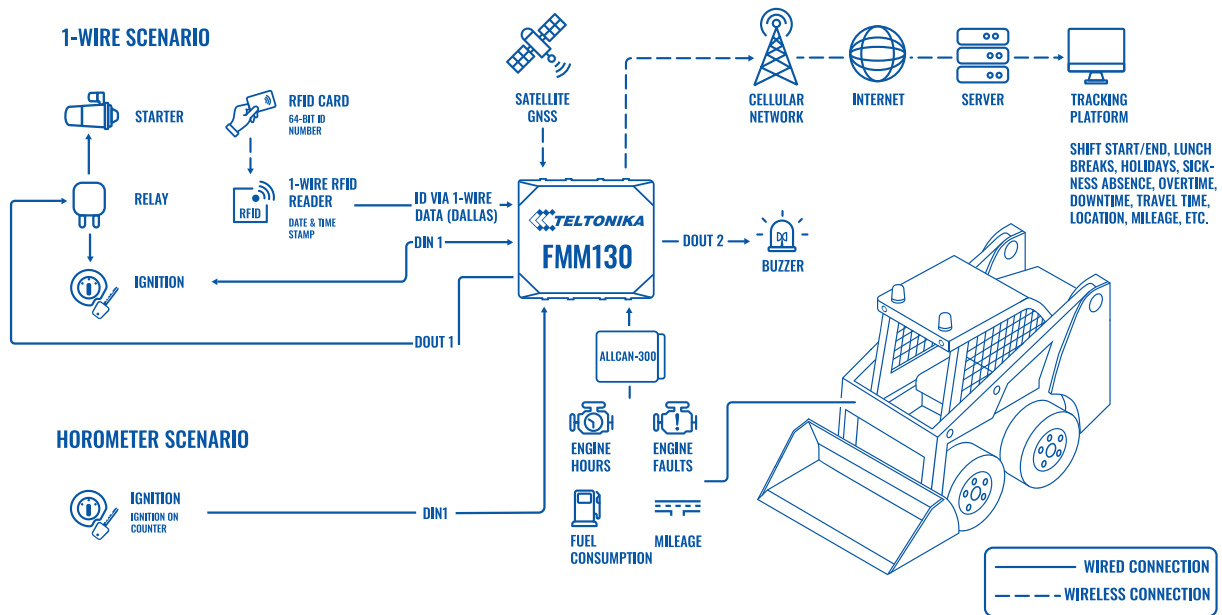 1-WIRE SCENARIO
STARTER
RFID CARD
64-BIT ID
NUMBER
RELAY
1-WIRE RFID
READER
DATE & TIME
STAMP
RFID
IGNITION
ID VIA 1-WIRE
DATA (DALLAS)
DIN 1
DOUT 1
SATELLITE
GNSS
TELTONIKA
FMM130
DOUT 2
BUZZER
CELLULAR
NETWORK
INTERNET
SERVER
TRACKING
PLATFORM
SHIFT START/END, LUNCH
BREAKS, HOLIDAYS, SICK-
NESS ABSENCE, OVERTIME,
DOWNTIME, TRAVEL TIME,
LOCATION, MILEAGE, ETC.
ALLCAN-300
ENGINE
HOURS
ENGINE
FAULTS
FUEL
CONSUMPTION
MILEAGE
HOROMETER SCENARIO
IGNITION
IGNITION ON
COUNTER
DIN1
WIRED CONNECTION
WIRELESS CONNECTION